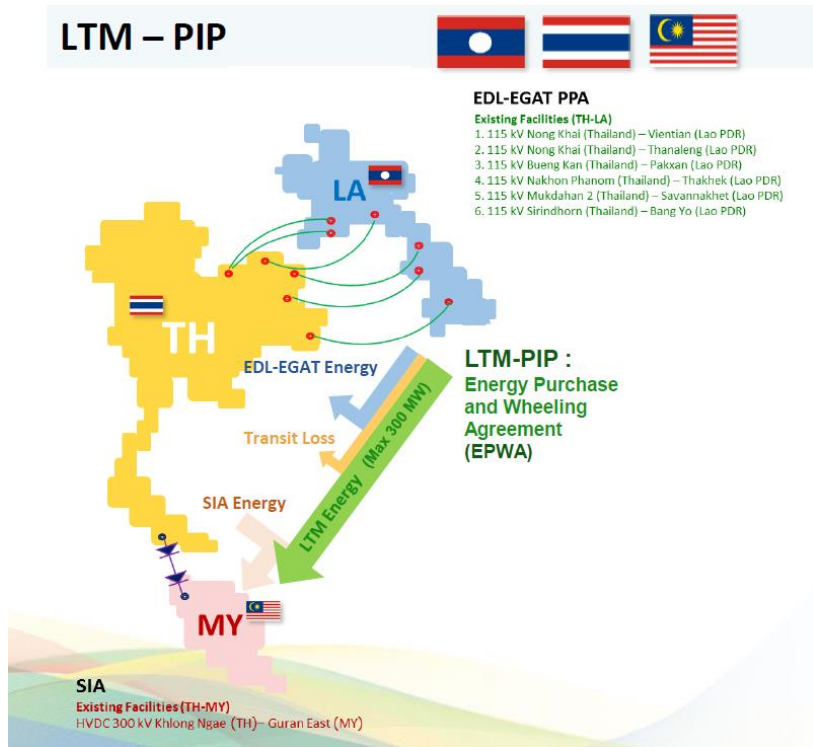 LTM – PIP
EDL-EGAT PPA
Existing Facilities (TH-LA)
1. 115 kV Nong Khai (Thailand) – Vientian (Lao PDR)
2. 115 kV Nong Khai (Thailand) – Thanaleng (Lao PDR)
3. 115 kV Bueng Kan (Thailand) – Pakxan (Lao PDR)
4. 115 kV Nakhon Phanom (Thailand) – Thakhek (Lao PDR)
5. 115 kV Mukdahan 2 (Thailand) – Savannakhet (Lao PDR)
6. 115 kV Sirindhorn (Thailand) – Bang Yo (Lao PDR)
LA
TH
EDL-EGAT Energy
Transit Loss
SIA Energy
LTM Energy (Max 300 MW)
LTM-PIP :
Energy Purchase
and Wheeling
Agreement
(EPWA)
MY
SIA
Existing Facilities (TH-MY)
HVDC 300 kV Khlong Ngae (TH)– Guran East (MY)